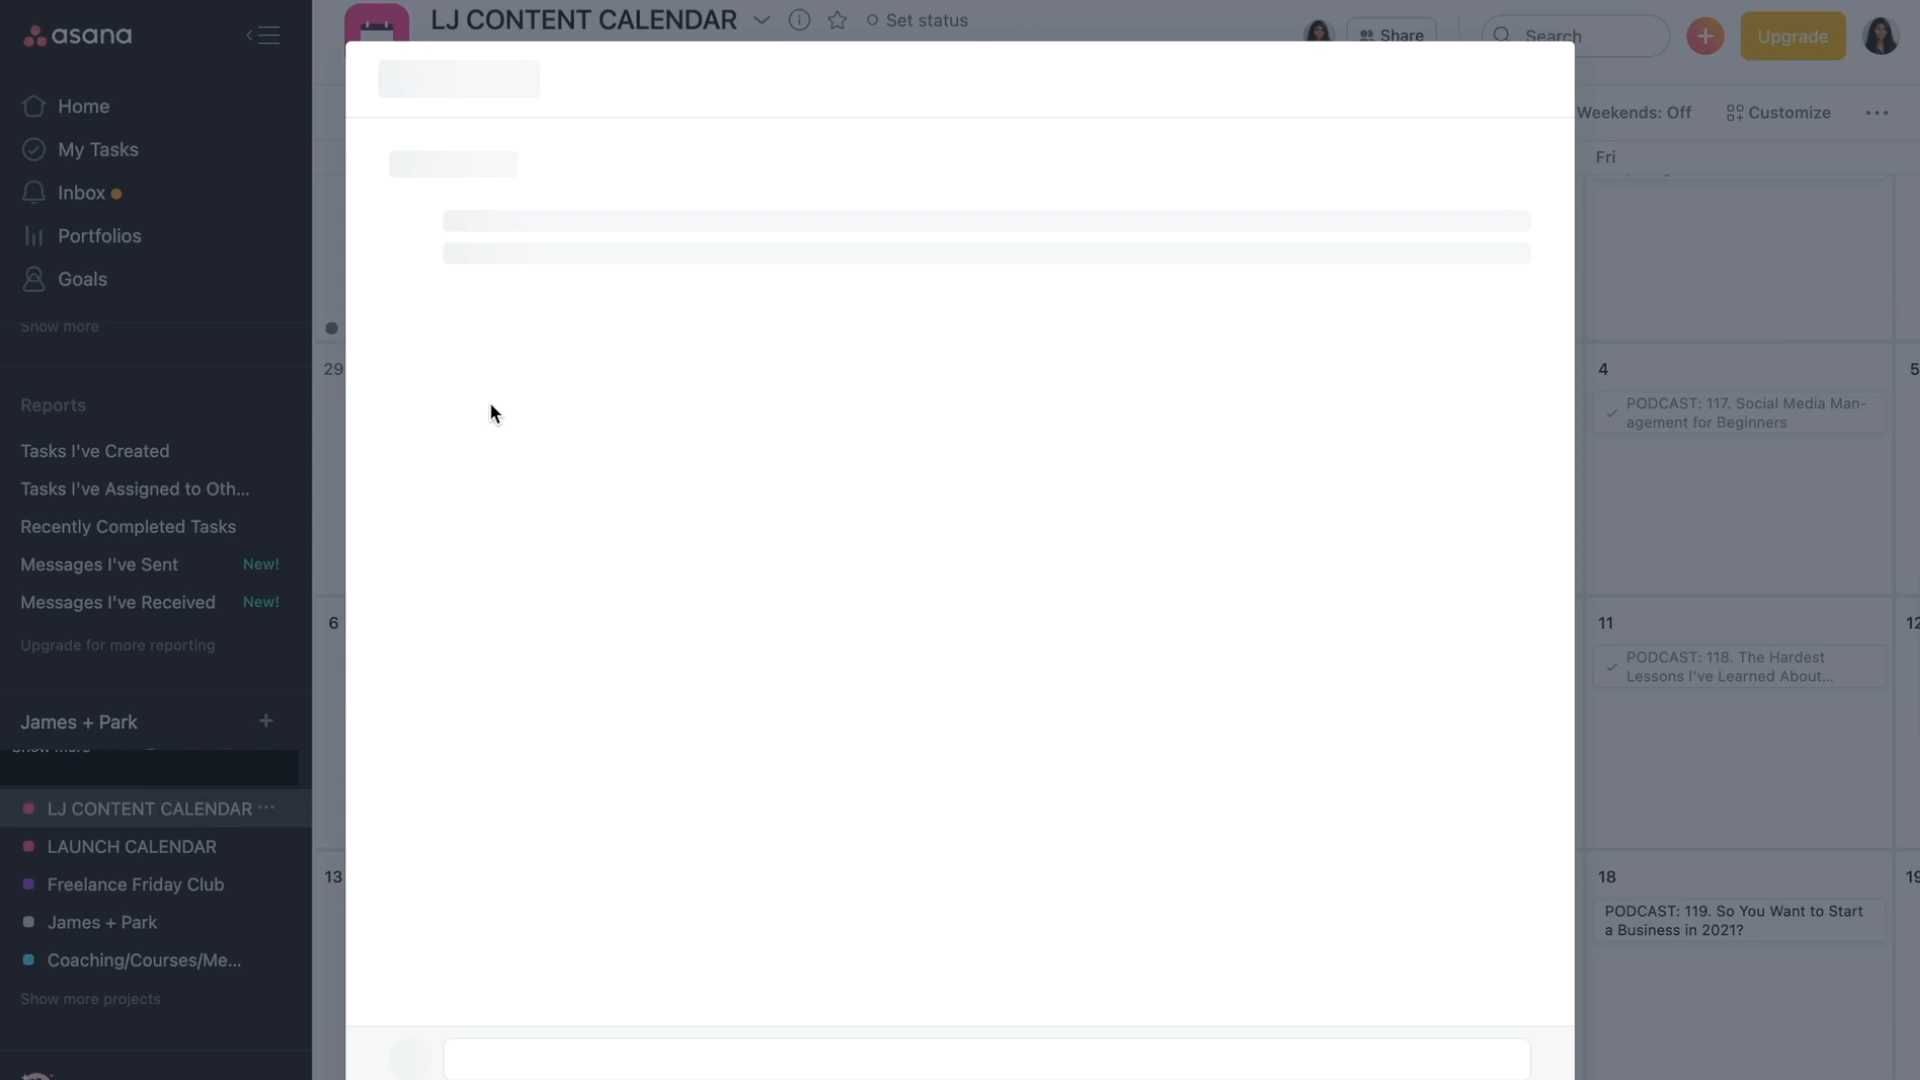 asana
Home
My Tasks
Inbox
Portfolios
Goals
Show more
Reports
Tasks I've Created
Tasks I've Assigned to Oth...
Recently Completed Tasks
Messages I've Sent New!
Messages I've Received New!
Upgrade for more reporting
James + Park +
Show more
LJ CONTENT CALENDAR ...
LAUNCH CALENDAR
Freelance Friday Club
James + Park
Coaching/Courses/Me...
Show more projects
LJ CONTENT CALENDAR
Set status
Share
Search
Upgrade
Weekends: Off
Customize
Fri
29
4
5
PODCAST: 117. Social Media Man-
agement for Beginners
6
11
12
PODCAST: 118. The Hardest
Lessons I've Learned About...
13
18
19
PODCAST: 119. So You Want to Start
a Business in 2021?